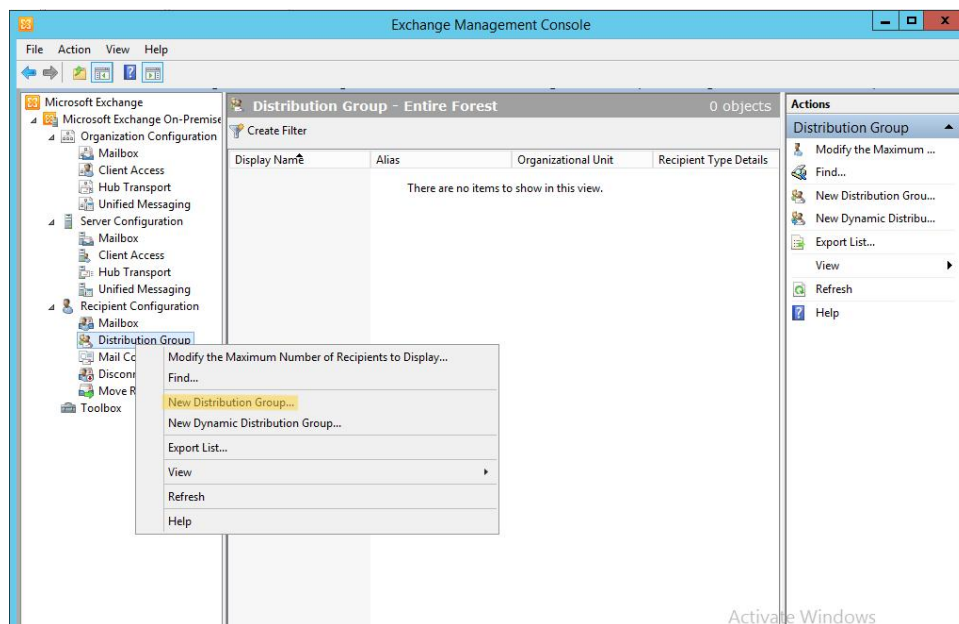 Exchange Management Console
File Action View Help
Microsoft Exchange
Microsoft Exchange On-Premise
Organization Configuration
Mailbox
Client Access
Hub Transport
Unified Messaging
Server Configuration
Mailbox
Client Access
Hub Transport
Unified Messaging
Recipient Configuration
Mailbox
Distribution Group
Mail Co
Disconn
Move R
Toolbox
Modify the Maximum Number of Recipients to Display...
Find...
New Distribution Group...
New Dynamic Distribution Group...
Export List...
View
Refresh
Help
Distribution Group - Entire Forest 0 objects
Create Filter
Display Name Alias Organizational Unit Recipient Type Details
There are no items to show in this view.
Actions
Distribution Group
Modify the Maximum ...
Find...
New Distribution Grou...
New Dynamic Distribu...
Export List...
View
Refresh
Help
Activate Windows